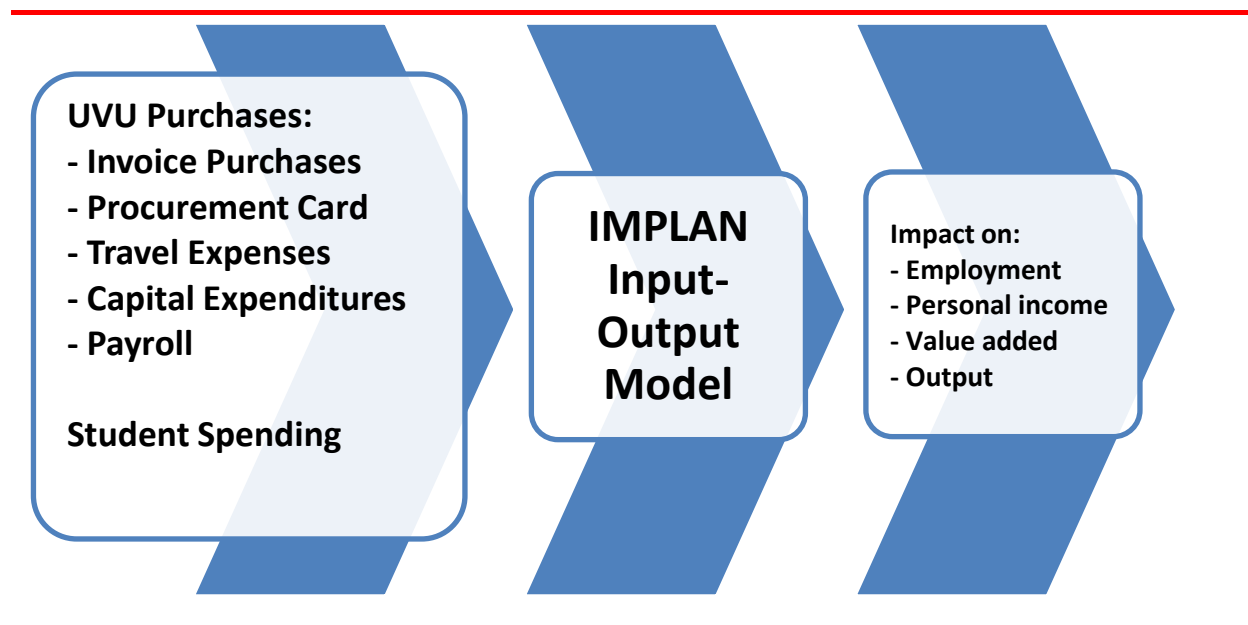 UVU Purchases:
- Invoice Purchases
- Procurement Card
- Travel Expenses
- Capital Expenditures
- Payroll
Student Spending
IMPLAN
Input-
Output
Model
Impact on:
- Employment
- Personal income
- Value added
- Output